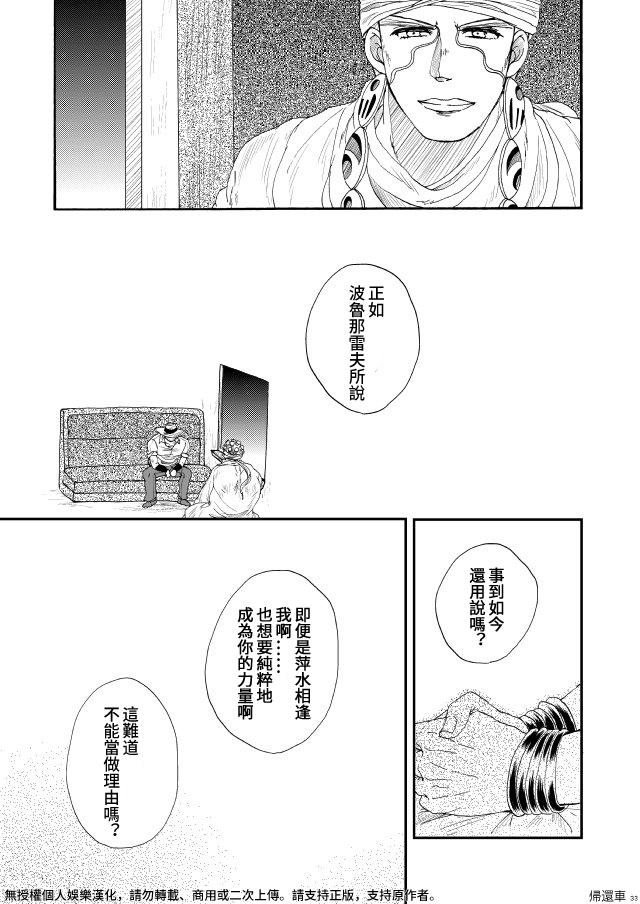 正如
波魯那雷夫所說
事到如今
還用說嗎？
即便是萍水相逢
我啊……
也想要純粹地
成為你的力量啊
這難道
不能當做理由嗎？
無授權個人娛樂漢化，請勿轉載、商用或二次上傳。請支持正版，支持原作者。
帰還車 33